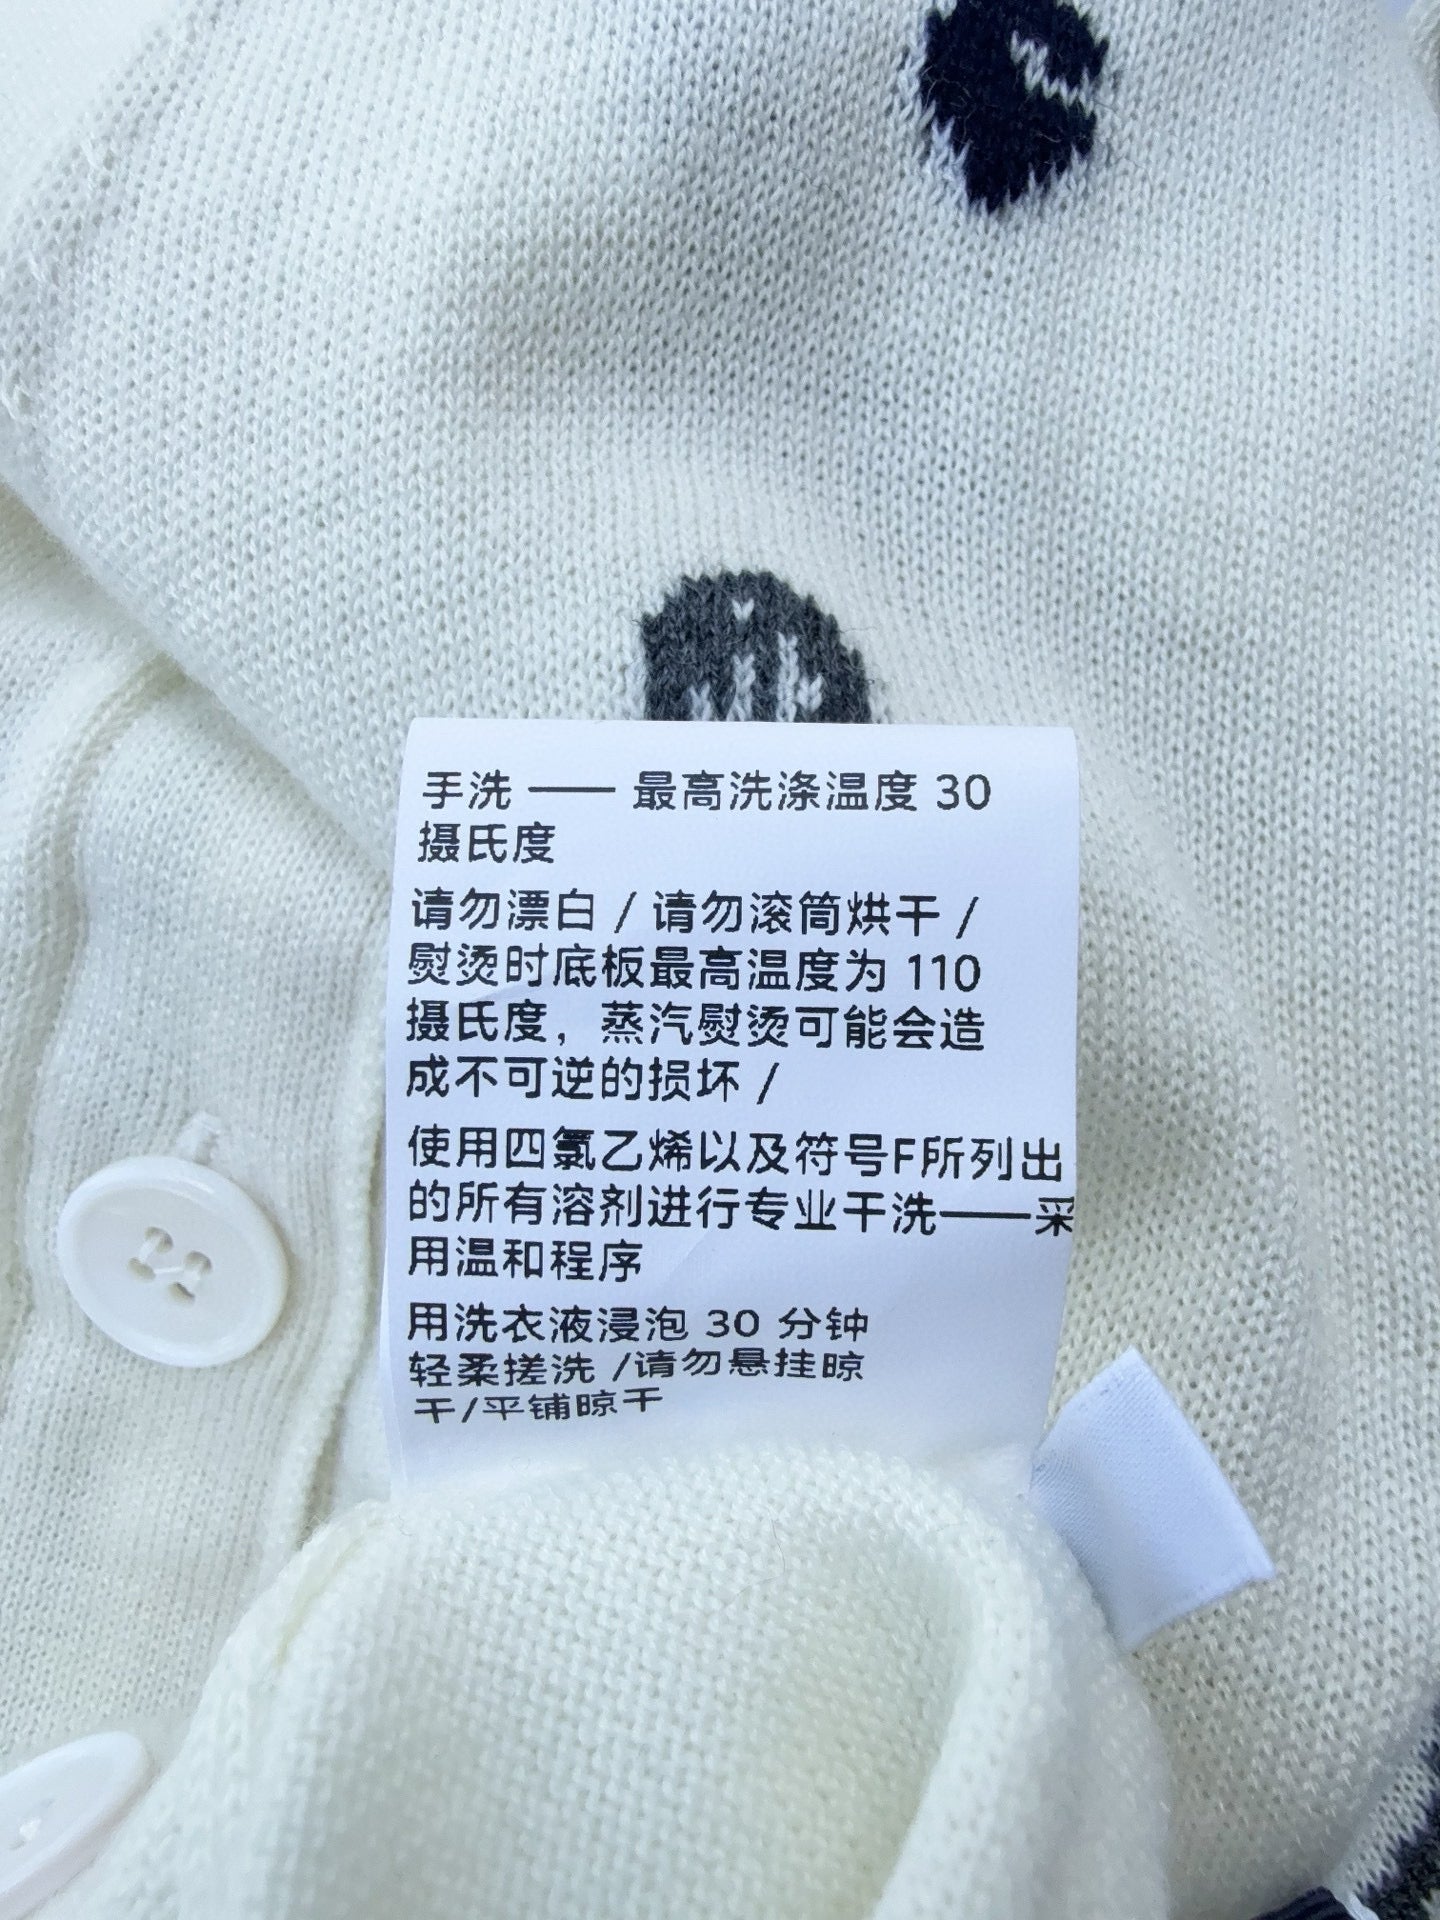 手洗 —— 最高洗涤温度 30
摄氏度
请勿漂白 / 请勿滚筒烘干 /
熨烫时底板最高温度为 110
摄氏度，蒸汽熨烫可能会造
成不可逆的损坏 /
使用四氯乙烯以及符号F所列出
的所有溶剂进行专业干洗——采
用温和程序
用洗衣液浸泡 30 分钟
轻柔搓洗 /请勿悬挂晾
干/平铺晾干